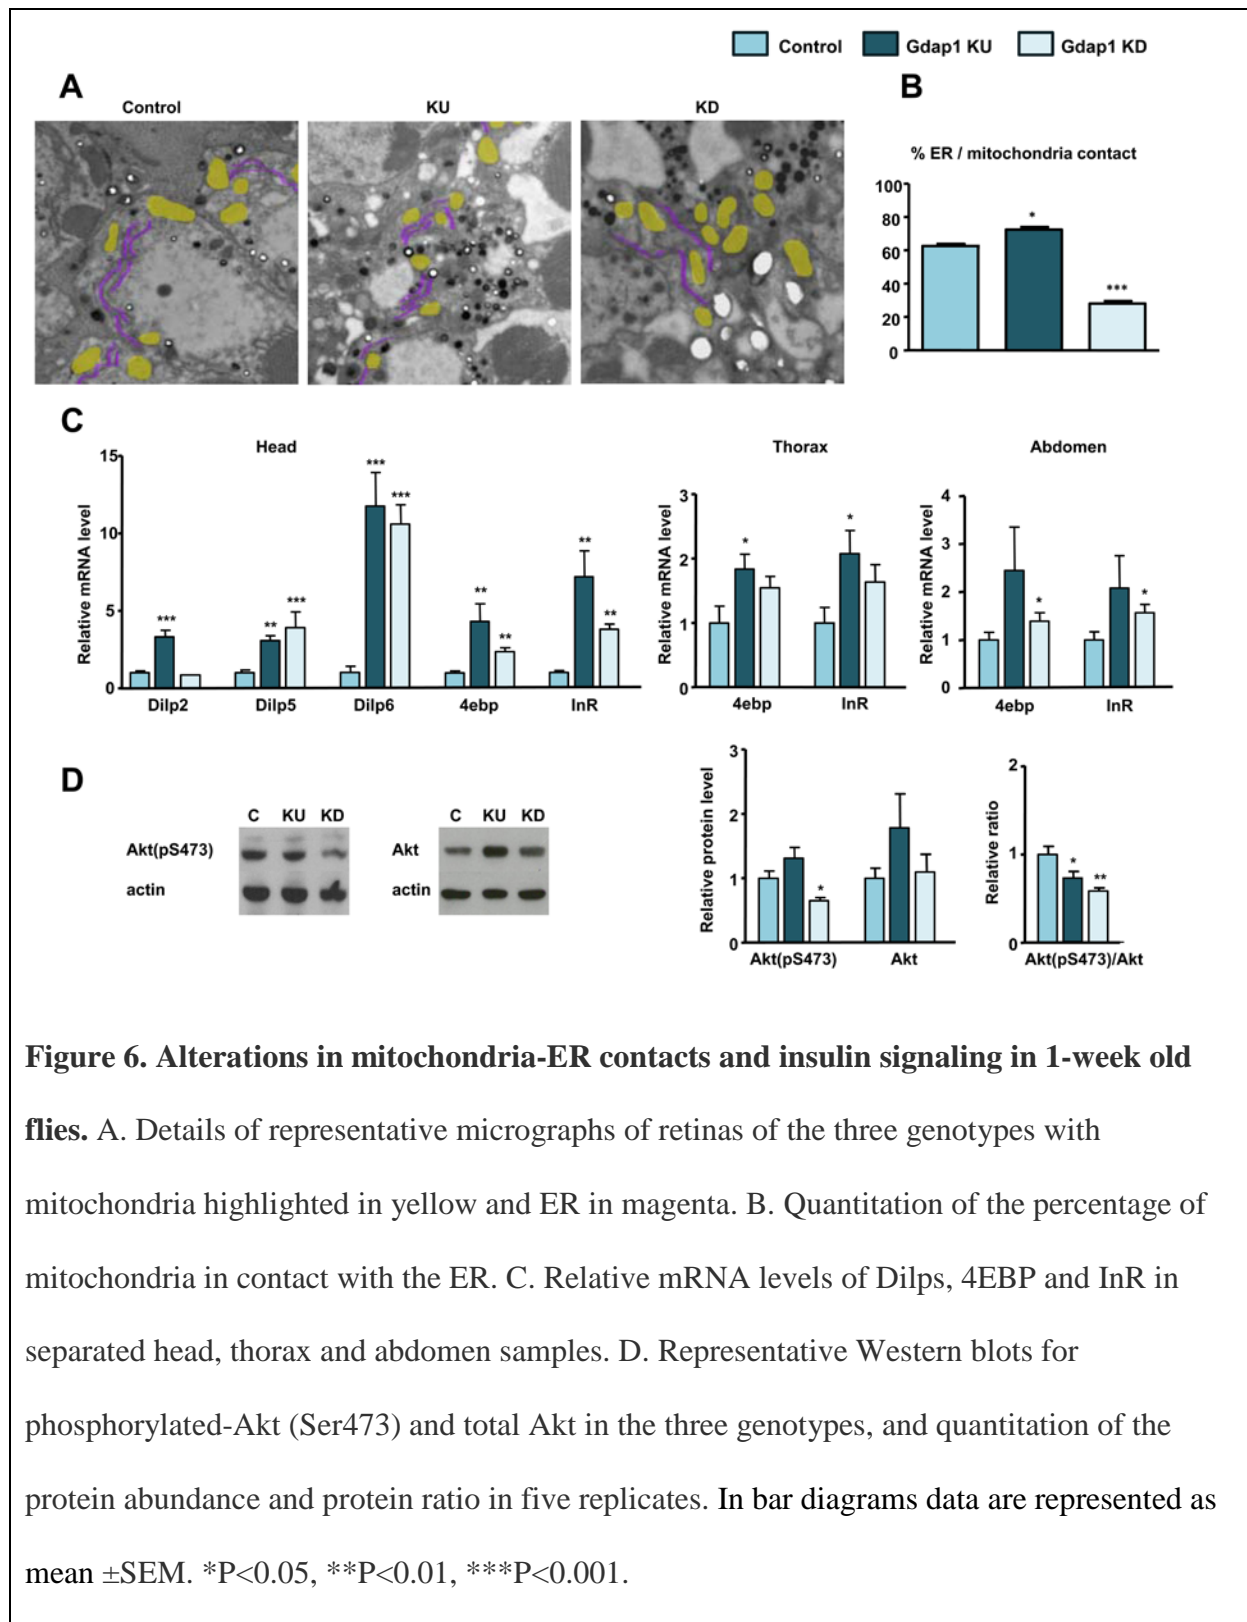 Control Gdap1 KU Gdap1 KD
A
B
Control KU KD
% ER / mitochondria contact
100
80
60
40
20
0
*
***
C
Head
Relative mRNA level
15
10
5
0
***
**
***
***
***
**
**
**
**
Dilp2 Dilp5 Dilp6 4ebp InR
Thorax
Relative mRNA level
3
2
1
0
*
*
4ebp InR
Abdomen
Relative mRNA level
4
3
2
1
0
*
*
4ebp InR
D
C KU KD
Akt(pS473)
actin
C KU KD
Akt
actin
Relative protein level
3
2
1
0
*
Akt(pS473) Akt
Relative ratio
2
1
0
*
**
Akt(pS473)/Akt
Figure 6. Alterations in mitochondria-ER contacts and insulin signaling in 1-week old
flies. A. Details of representative micrographs of retinas of the three genotypes with
mitochondria highlighted in yellow and ER in magenta. B. Quantitation of the percentage of
mitochondria in contact with the ER. C. Relative mRNA levels of Dilps, 4EBP and InR in
separated head, thorax and abdomen samples. D. Representative Western blots for
phosphorylated-Akt (Ser473) and total Akt in the three genotypes, and quantitation of the
protein abundance and protein ratio in five replicates. In bar diagrams data are represented as
mean ±SEM. *P<0.05, **P<0.01, ***P<0.001.